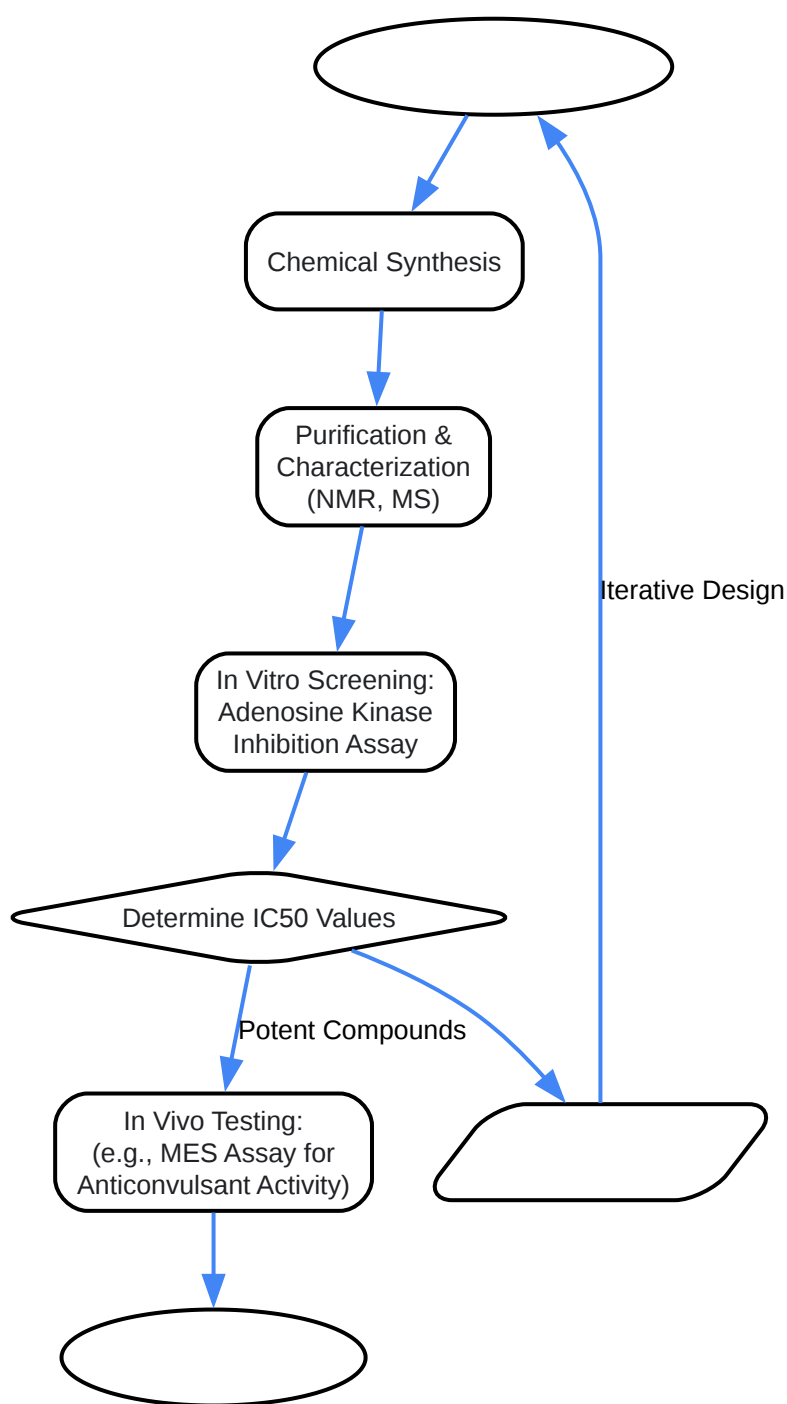 Chemical Synthesis
Purification &
Characterization
(NMR, MS)
Iterative Design
In Vitro Screening:
Adenosine Kinase
Inhibition Assay
Determine IC50 Values
Potent Compounds
In Vivo Testing:
(e.g., MES Assay for
Anticonvulsant Activity)